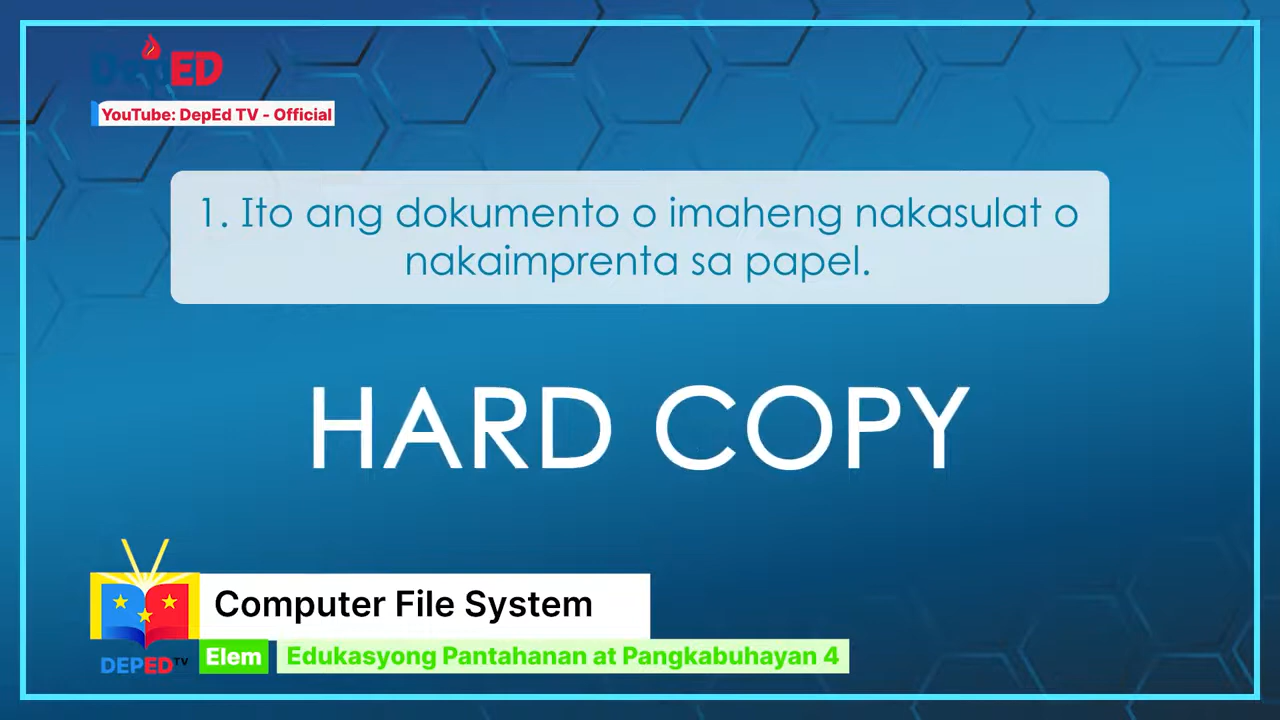 DepED
YouTube: DepEd TV - Official
1. Ito ang dokumento o imaheng nakasulat o
nakaimprenta sa papel.
HARD COPY
Computer File System
DEPED TV
Elem
Edukasyong Pantahanan at Pangkabuhayan 4